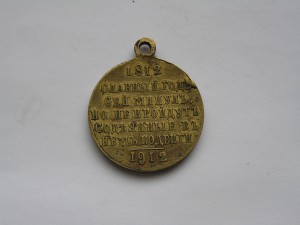 1812
СЛАВНЫЙ ГОДЪ
СЕЙ МИНУЛЪ
НО НЕ ПРОЙДУТЪ
СОДѢЯННЫЕ ВЪ
НЕМЪ ПОДВИГИ
1912